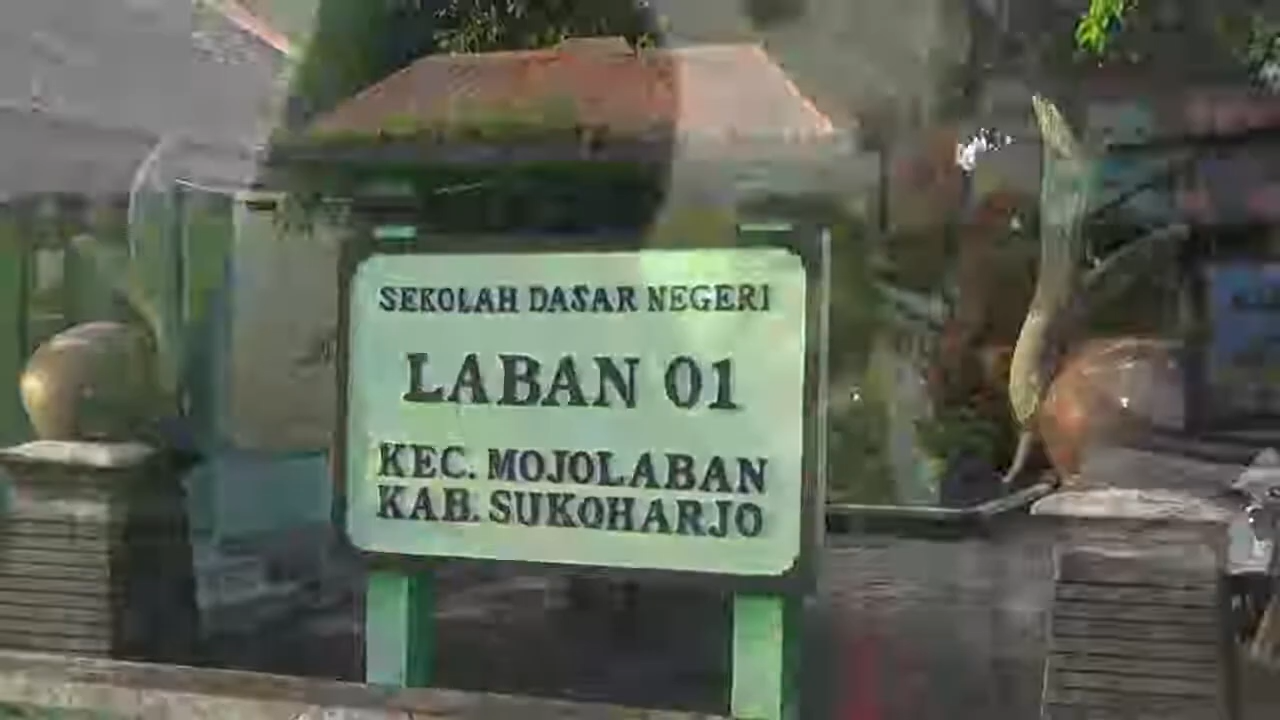 SEKOLAH DASAR NEGERI
LABAN 01
KEC. MOJOLABAN
KAB. SUKOHARJO